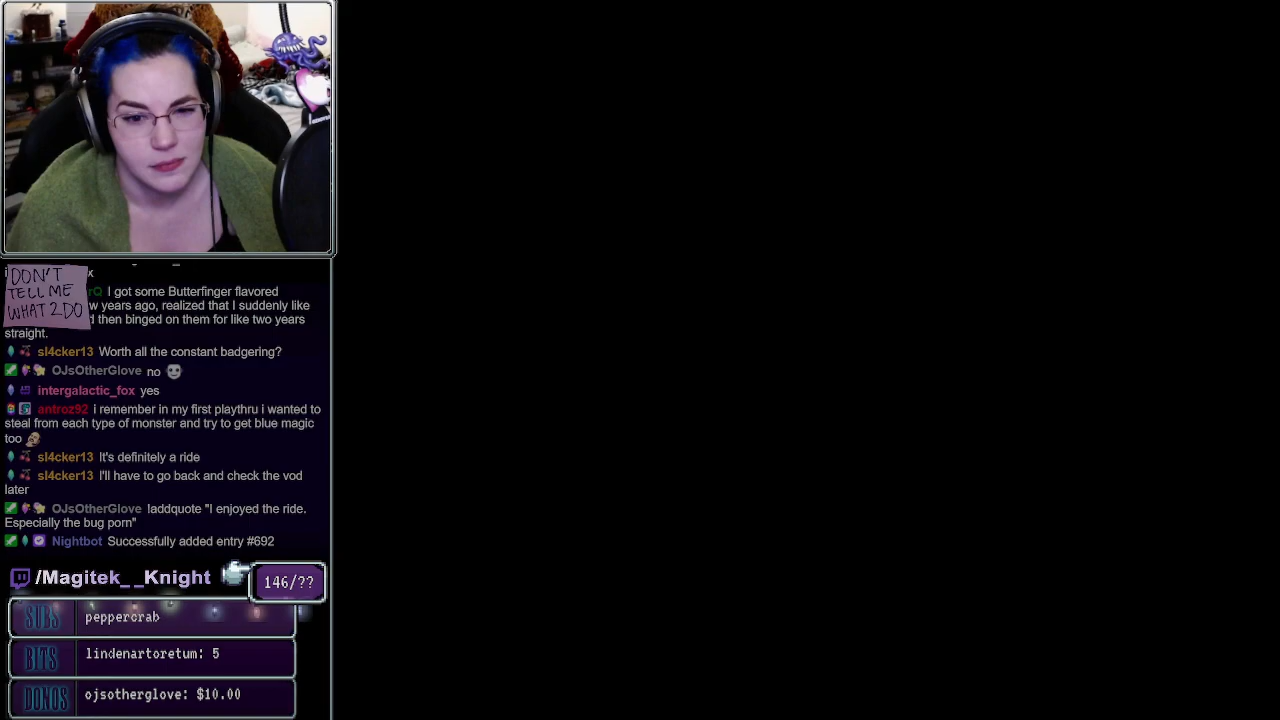 x
DON'T
TELL ME
WHAT 2 DO
rQ I got some Butterfinger flavored
w years ago, realized that I suddenly like
d then binged on them for like two years
straight.
sl4cker13 Worth all the constant badgering?
OJsOtherGlove no
intergalactic_fox yes
antroz92 i remember in my first playthru i wanted to
steal from each type of monster and try to get blue magic
too
sl4cker13 It's definitely a ride
sl4cker13 I'll have to go back and check the vod
later
OJsOtherGlove !addquote "I enjoyed the ride.
Especially the bug porn"
Nightbot Successfully added entry #692
/Magitek__Knight
146/??
SUBS peppercrab
BITS lindenartoretum: 5
DONOS ojsotherglove: $10.00